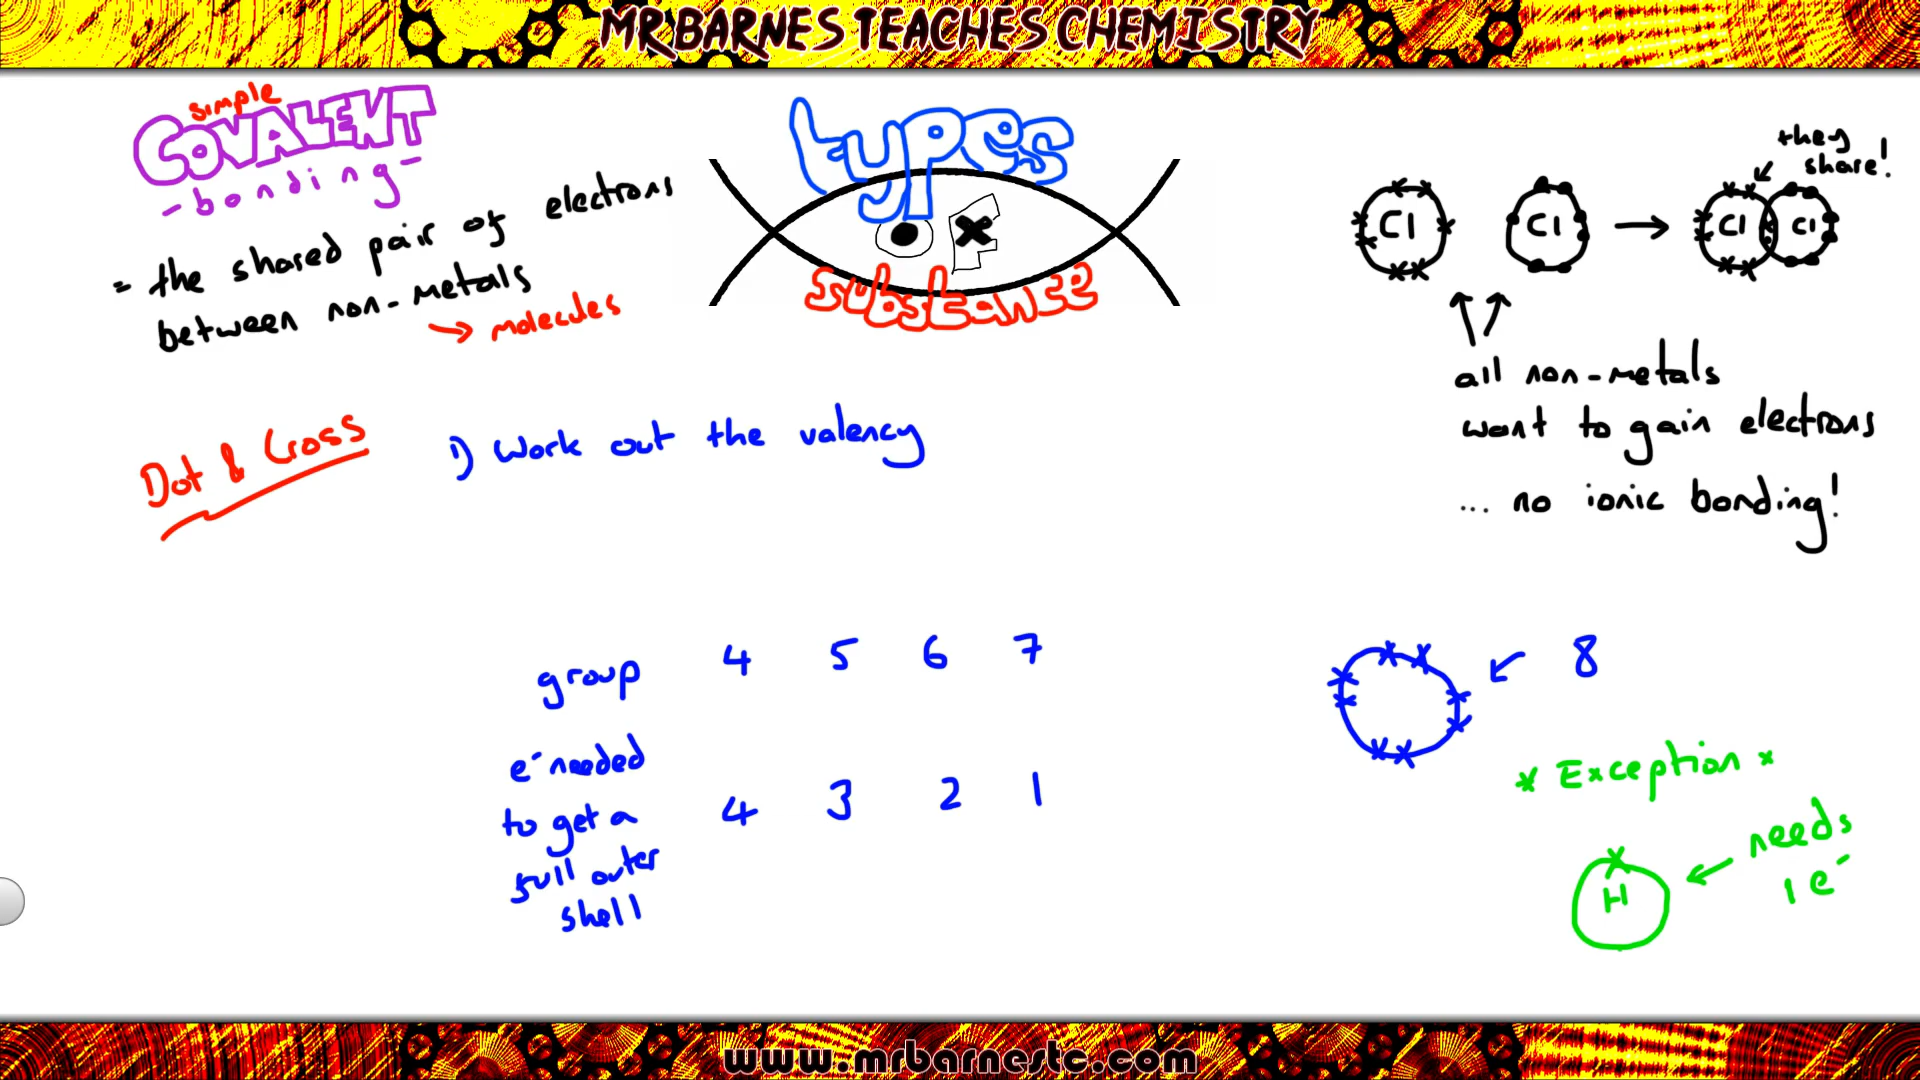 MRBARNES TEACHES CHEMISTRY
simple
COVALENT
- bonding -
= the shared pair of electrons
between non-metals
→ molecules
types
OF
substance
they
share!
Cl Cl → Cl Cl
all non-metals
want to gain electrons
... no ionic bonding!
Dot & Cross
1) Work out the valency
group 4 5 6 7
e⁻ needed
to get a 4 3 2 1
full outer
shell
8
* Exception *
needs
1 e⁻
H
www.mrbarnestc.com